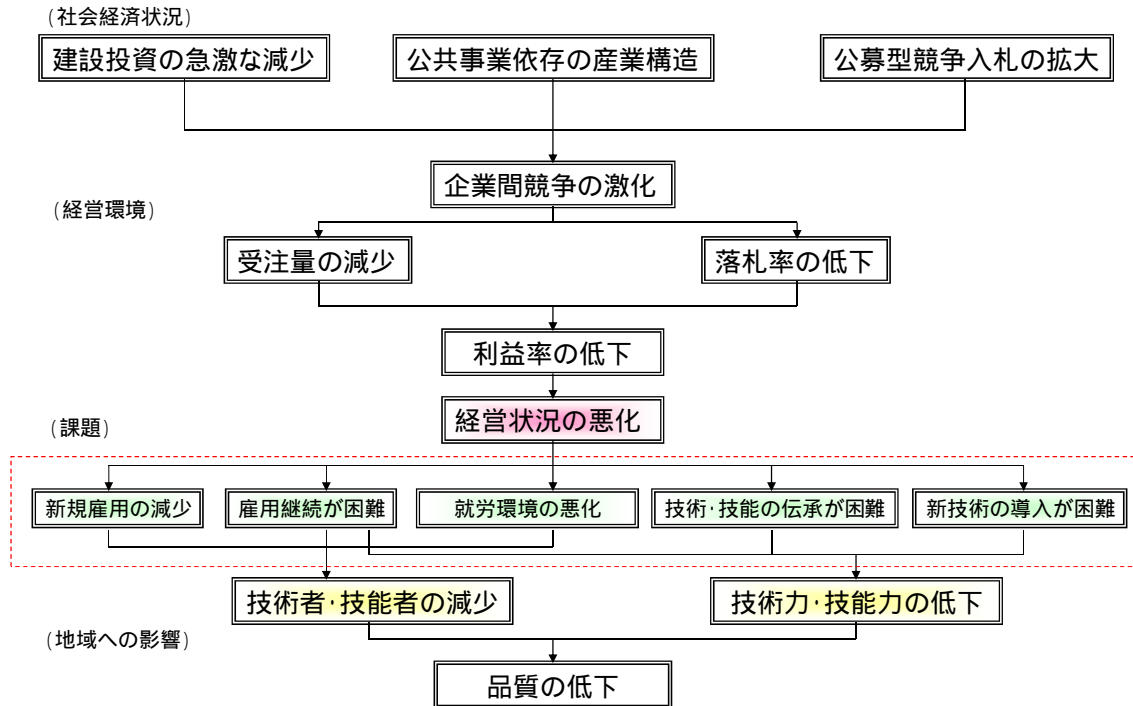 (社会経済状況)
建設投資の急激な減少
公共事業依存の産業構造
公募型競争入札の拡大
企業間競争の激化
(経営環境)
受注量の減少
落札率の低下
利益率の低下
経営状況の悪化
(課題)
新規雇用の減少
雇用継続が困難
就労環境の悪化
技術･技能の伝承が困難
新技術の導入が困難
技術者･技能者の減少
技術力･技能力の低下
(地域への影響)
品質の低下